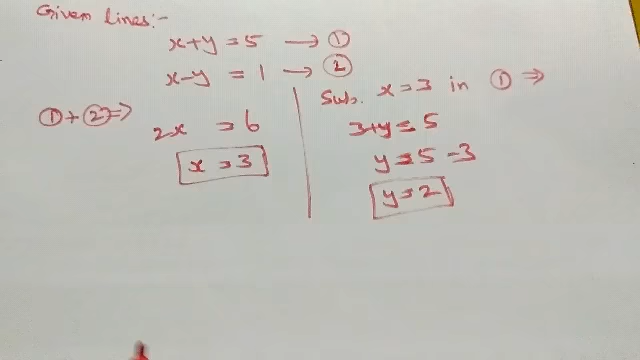 Given lines:-
x+y = 5 → ①
x-y = 1 → ②
①+②⇒
2x = 6
x = 3
Sub. x=3 in ① ⇒
3+y = 5
y = 5-3
y = 2